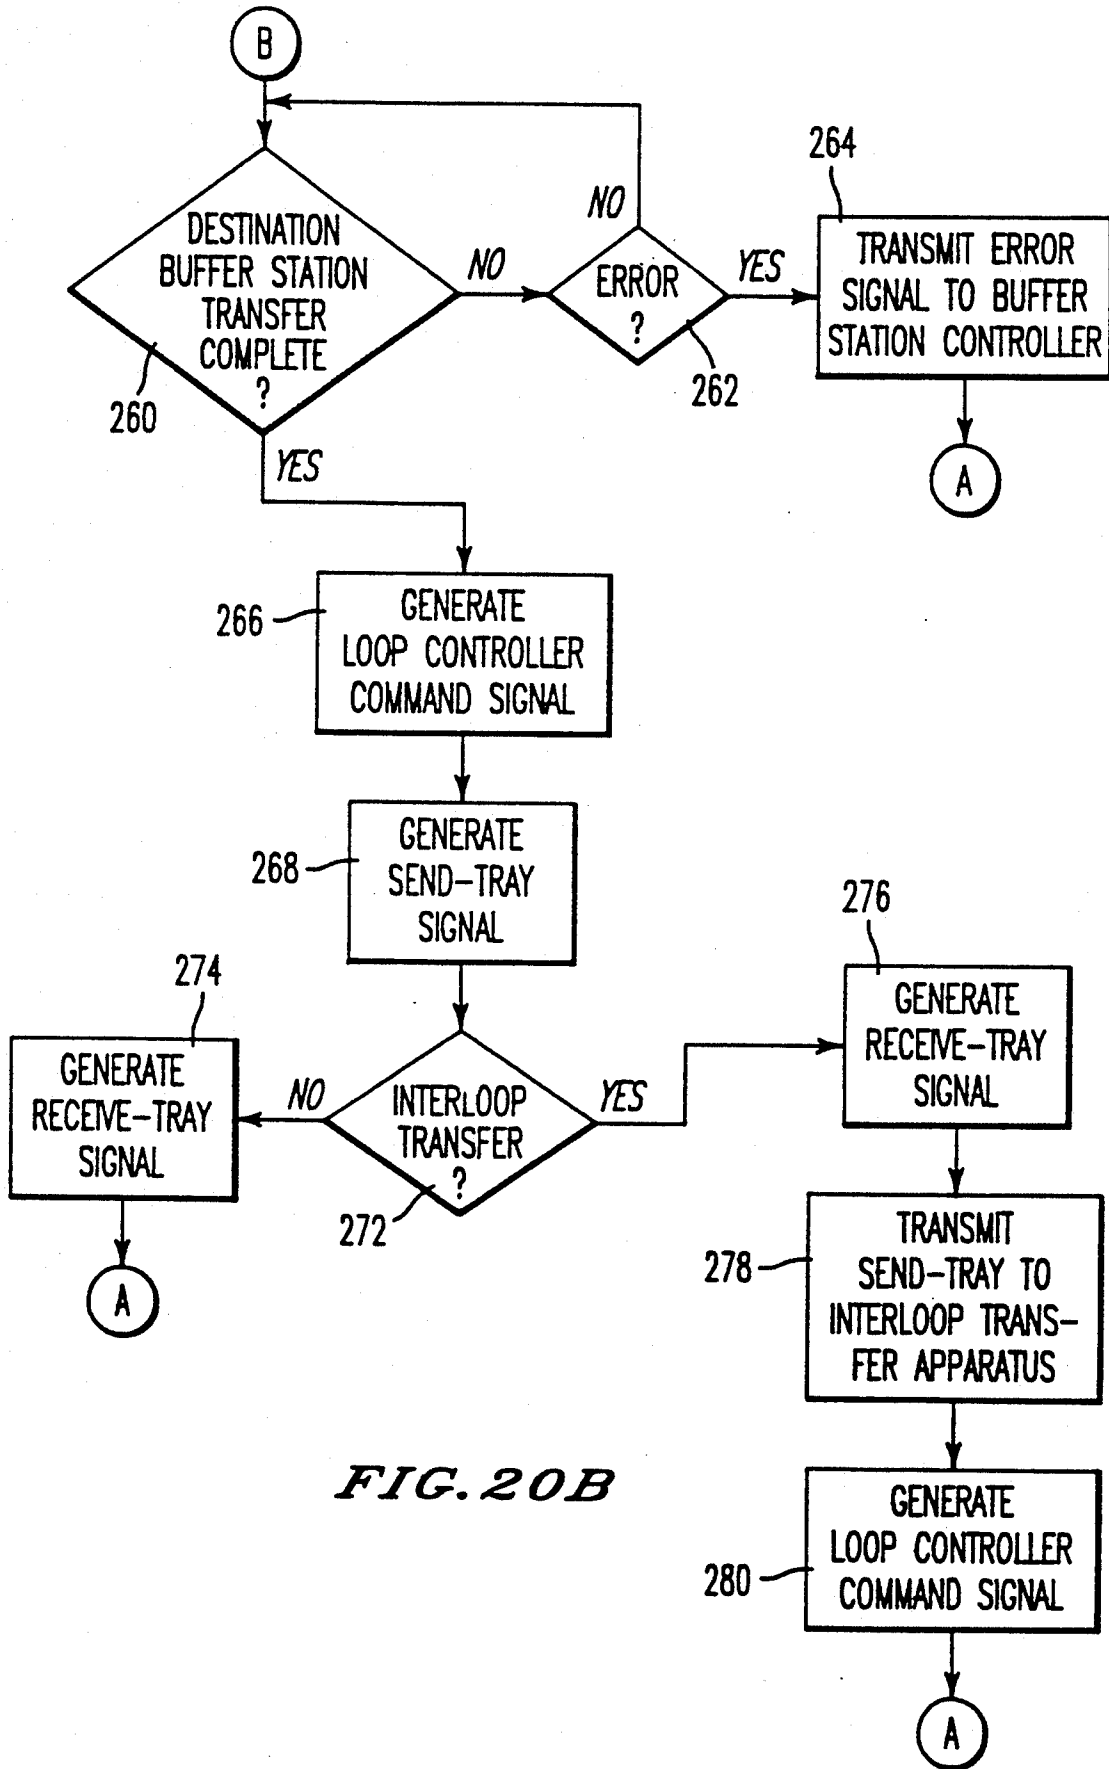 B
DESTINATION
BUFFER STATION
TRANSFER
COMPLETE
?
260
NO
ERROR
?
262
NO
YES
264
TRANSMIT ERROR
SIGNAL TO BUFFER
STATION CONTROLLER
A
YES
266
GENERATE
LOOP CONTROLLER
COMMAND SIGNAL
268
GENERATE
SEND-TRAY
SIGNAL
INTERLOOP
TRANSFER
?
272
NO
274
GENERATE
RECEIVE-TRAY
SIGNAL
A
YES
276
GENERATE
RECEIVE-TRAY
SIGNAL
278
TRANSMIT
SEND-TRAY TO
INTERLOOP TRANS-
FER APPARATUS
280
GENERATE
LOOP CONTROLLER
COMMAND SIGNAL
A
FIG. 20B